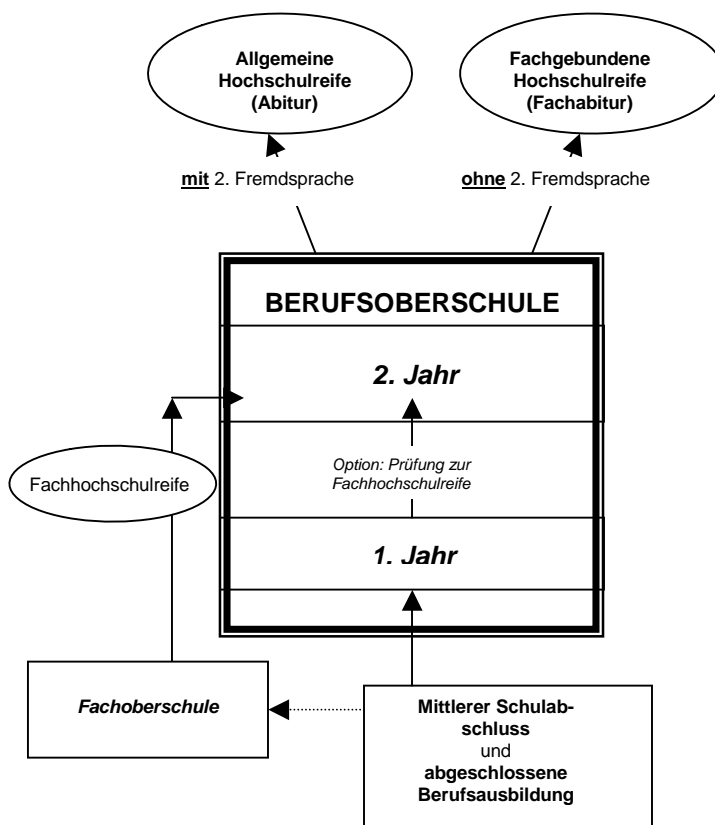 Allgemeine
Hochschulreife
(Abitur)
Fachgebundene
Hochschulreife
(Fachabitur)
mit 2. Fremdsprache
ohne 2. Fremdsprache
BERUFSOBERSCHULE
2. Jahr
Option: Prüfung zur
Fachhochschulreife
Fachhochschulreife
1. Jahr
Fachoberschule
Mittlerer Schulab-
schluss
und
abgeschlossene
Berufsausbildung